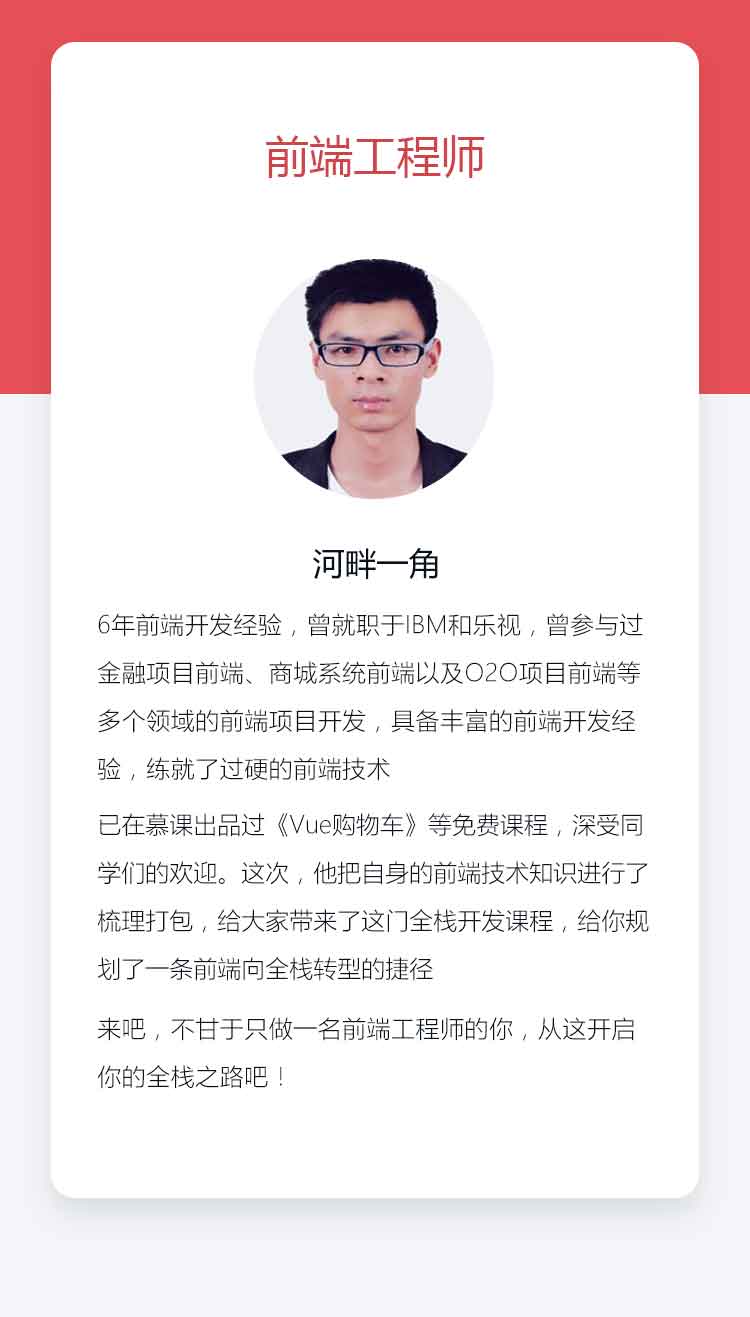 前端工程师
河畔一角
6年前端开发经验，曾就职于IBM和乐视，曾参与过
金融项目前端、商城系统前端以及O2O项目前端等
多个领域的前端项目开发，具备丰富的前端开发经
验，练就了过硬的前端技术
已在慕课出品过《Vue购物车》等免费课程，深受同
学们的欢迎。这次，他把自身的前端技术知识进行了
梳理打包，给大家带来了这门全栈开发课程，给你规
划了一条前端向全栈转型的捷径
来吧，不甘于只做一名前端工程师的你，从这开启
你的全栈之路吧！